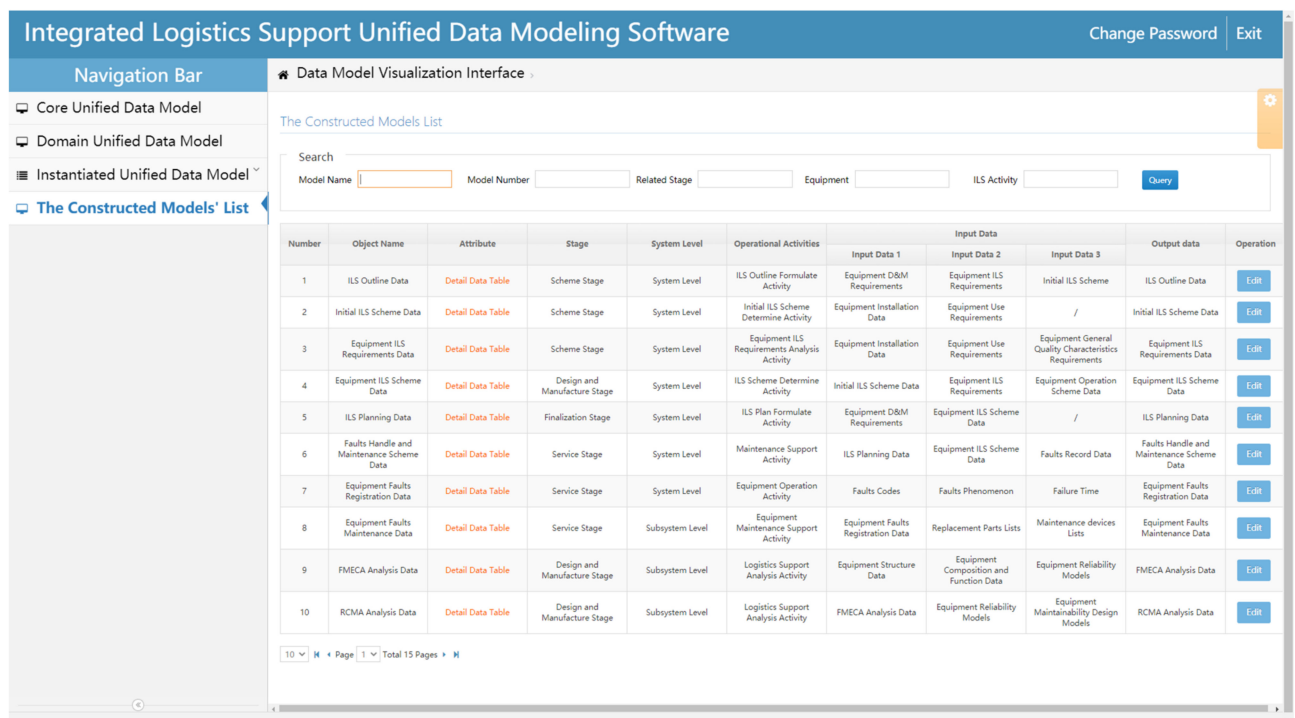 Integrated Logistics Support Unified Data Modeling Software
Change Password
Exit
Navigation Bar
Core Unified Data Model
Domain Unified Data Model
Instantiated Unified Data Model
The Constructed Models' List
Data Model Visualization Interface
The Constructed Models List
Search
Model Name
Model Number
Related Stage
Equipment
ILS Activity
Query
Number
Object Name
Attribute
Stage
System Level
Operational Activities
Input Data
Input Data 1
Input Data 2
Input Data 3
Output data
Operation
1
ILS Outline Data
Detail Data Table
Scheme Stage
System Level
ILS Outline Formulate
Activity
Equipment D&M
Requirements
Equipment ILS
Requirements
Initial ILS Scheme
ILS Outline Data
Edit
2
Initial ILS Scheme Data
Detail Data Table
Scheme Stage
System Level
Initial ILS Scheme
Determine Activity
Equipment Installation
Data
Equipment Use
Requirements
/
Initial ILS Scheme Data
Edit
3
Equipment ILS
Requirements Data
Detail Data Table
Scheme Stage
System Level
Equipment ILS
Requirements Analysis
Activity
Equipment Installation
Data
Equipment Use
Requirements
Equipment General
Quality Characteristics
Requirements
Equipment ILS
Requirements Data
Edit
4
Equipment ILS Scheme
Data
Detail Data Table
Design and
Manufacture Stage
System Level
ILS Scheme Determine
Activity
Initial ILS Scheme Data
Equipment ILS
Requirements
Equipment Operation
Scheme Data
Equipment ILS Scheme
Data
Edit
5
ILS Planning Data
Detail Data Table
Finalization Stage
System Level
ILS Plan Formulate
Activity
Equipment D&M
Requirements
Equipment ILS Scheme
Data
/
ILS Planning Data
Edit
6
Faults Handle and
Maintenance Scheme
Data
Detail Data Table
Service Stage
System Level
Maintenance Support
Activity
ILS Planning Data
Equipment ILS Scheme
Data
Faults Record Data
Faults Handle and
Maintenance Scheme
Data
Edit
7
Equipment Faults
Registration Data
Detail Data Table
Service Stage
System Level
Equipment Operation
Activity
Faults Codes
Faults Phenomenon
Failure Time
Equipment Faults
Registration Data
Edit
8
Equipment Faults
Maintenance Data
Detail Data Table
Service Stage
Subsystem Level
Equipment
Maintenance Support
Activity
Equipment Faults
Registration Data
Replacement Parts Lists
Maintenance devices
Lists
Equipment Faults
Maintenance Data
Edit
9
FMECA Analysis Data
Detail Data Table
Design and
Manufacture Stage
Subsystem Level
Logistics Support
Analysis Activity
Equipment Structure
Data
Equipment
Composition and
Function Data
Equipment Reliability
Models
FMECA Analysis Data
Edit
10
RCMA Analysis Data
Detail Data Table
Design and
Manufacture Stage
Subsystem Level
Logistics Support
Analysis Activity
FMECA Analysis Data
Equipment Reliability
Models
Equipment
Maintainability Design
Models
RCMA Analysis Data
Edit
10
Page
1
Total 15 Pages